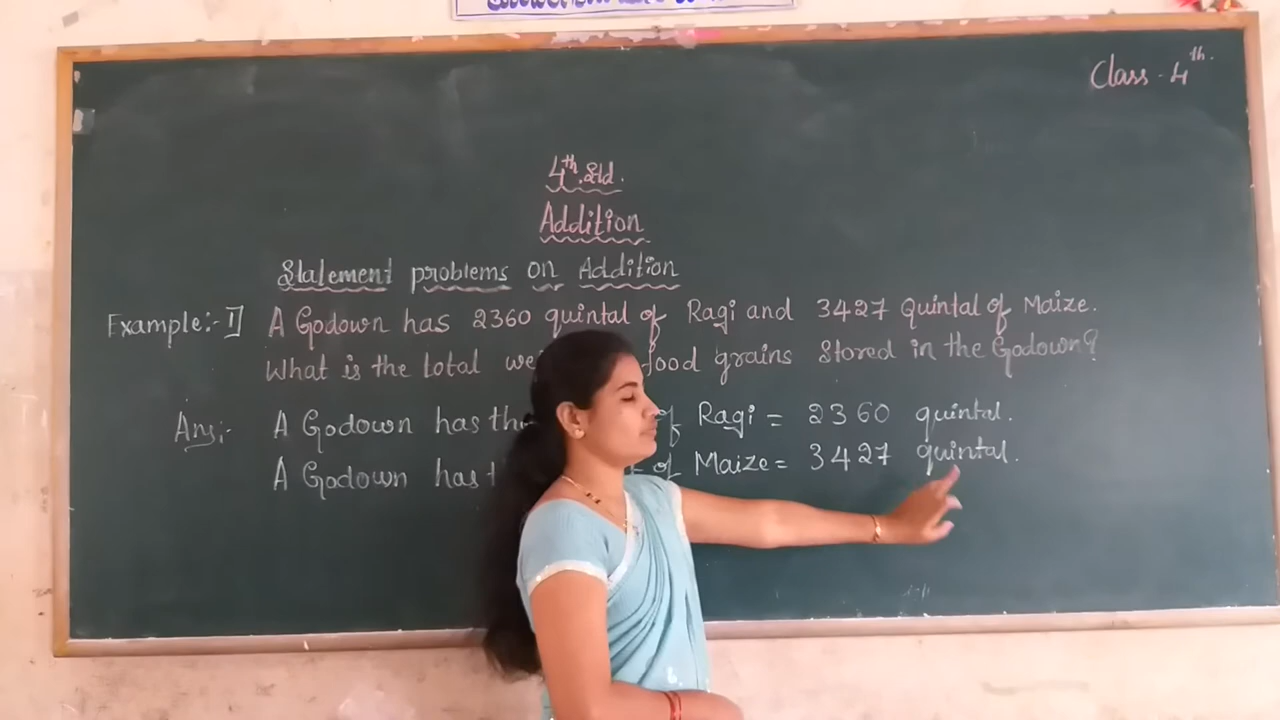 Class - 4th.
4th Std.
Addition
Statement problems on Addition
Example:- 1] A Godown has 2360 quintal of Ragi and 3427 Quintal of Maize.
What is the total food grains stored in the Godown?
Ans:- A Godown has of Ragi = 2360 quintal.
A Godown has of Maize = 3427 quintal.